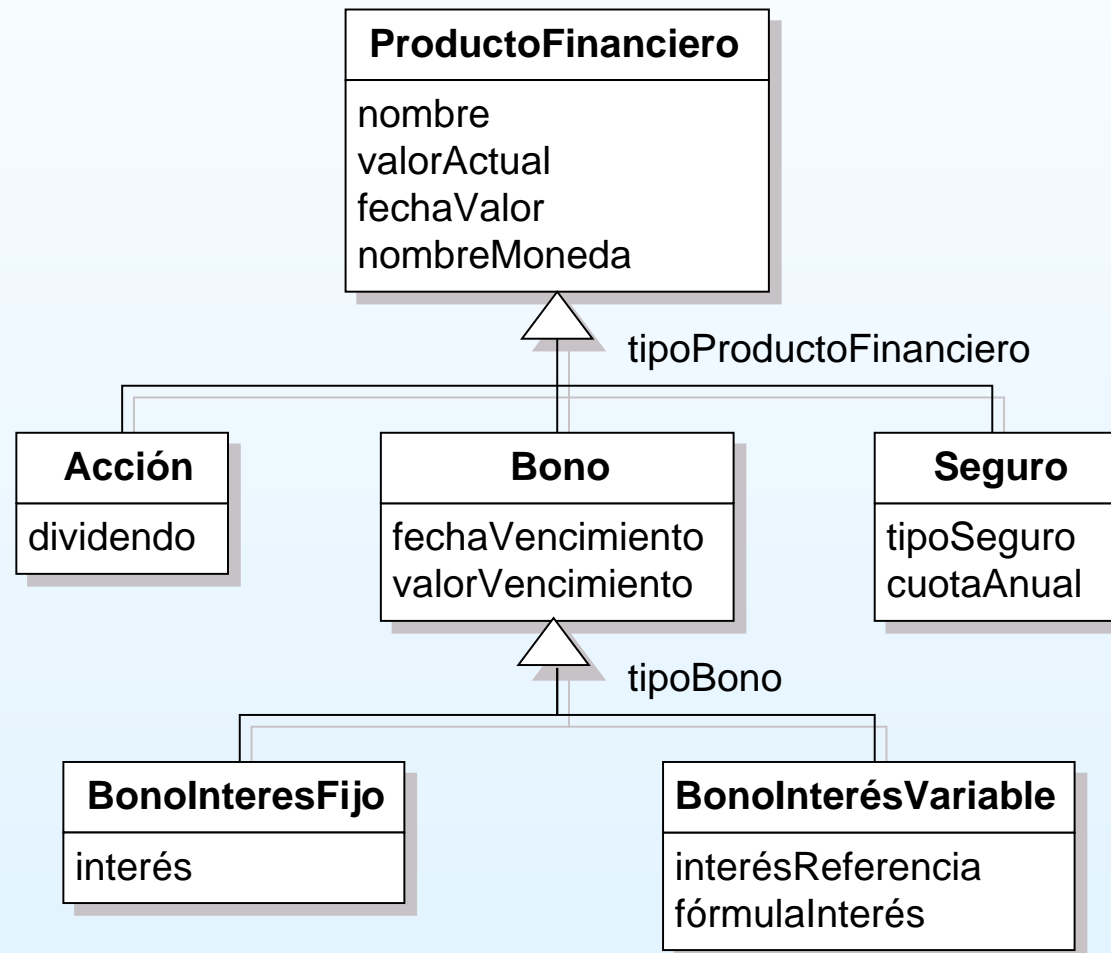 ProductoFinanciero
nombre
valorActual
fechaValor
nombreMoneda
tipoProductoFinanciero
Acción
dividendo
Bono
fechaVencimiento
valorVencimiento
Seguro
tipoSeguro
cuotaAnual
tipoBono
BonoInteresFijo
interés
BonoInterésVariable
interésReferencia
fórmulaInterés